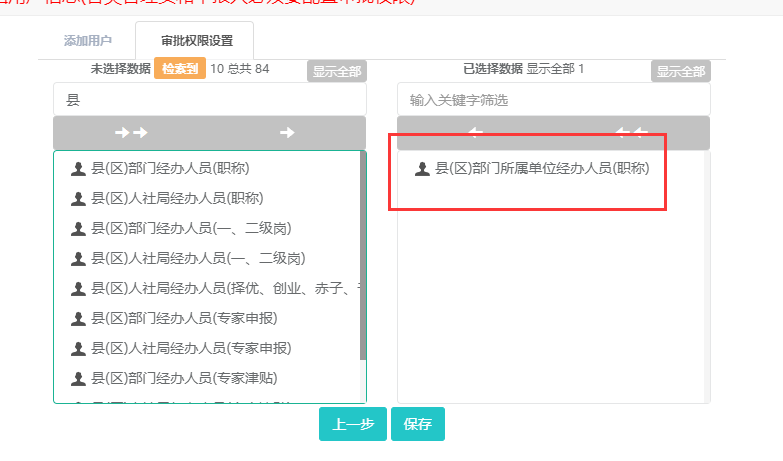 添加用户 审批权限设置
未选择数据 检索到 10 总共 84 显示全部
县
县(区)部门经办人员(职称)
县(区)人社局经办人员(职称)
县(区)部门经办人员(一、二级岗)
县(区)人社局经办人员(一、二级岗)
县(区)人社局经办人员(择优、创业、赤子、
县(区)部门经办人员(专家申报)
县(区)人社局经办人员(专家申报)
县(区)部门经办人员(专家津贴)
已选择数据 显示全部 1 显示全部
输入关键字筛选
县(区)部门所属单位经办人员(职称)
上一步 保存